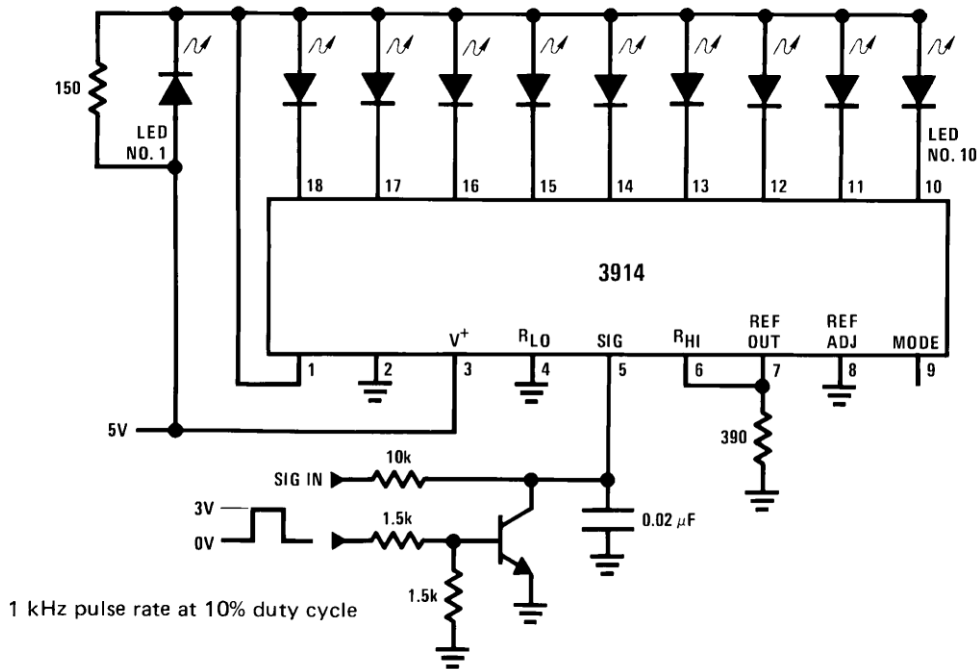 150
LED
NO. 1
LED
NO. 10
18 17 16 15 14 13 12 11 10
3914
V+ RLO SIG RHI REF OUT REF ADJ MODE
1 2 3 4 5 6 7 8 9
5V
390
10k
SIG IN
3V
0V
1.5k
0.02 μF
1.5k
1 kHz pulse rate at 10% duty cycle